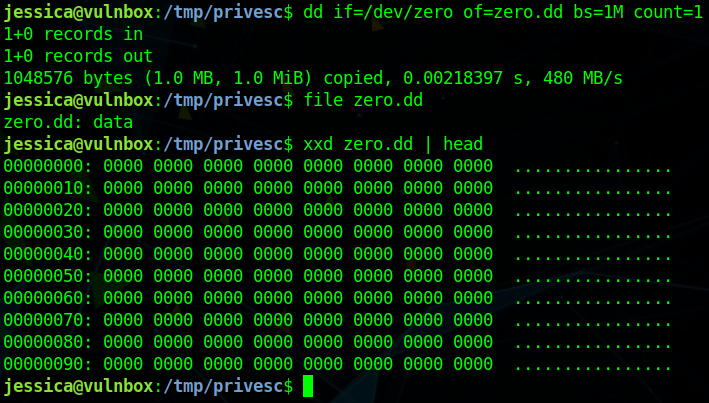 jessica@vulnbox:/tmp/privesc$ dd if=/dev/zero of=zero.dd bs=1M count=1
1+0 records in
1+0 records out
1048576 bytes (1.0 MB, 1.0 MiB) copied, 0.00218397 s, 480 MB/s
jessica@vulnbox:/tmp/privesc$ file zero.dd
zero.dd: data
jessica@vulnbox:/tmp/privesc$ xxd zero.dd | head
00000000: 0000 0000 0000 0000 0000 0000 0000 0000  ................
00000010: 0000 0000 0000 0000 0000 0000 0000 0000  ................
00000020: 0000 0000 0000 0000 0000 0000 0000 0000  ................
00000030: 0000 0000 0000 0000 0000 0000 0000 0000  ................
00000040: 0000 0000 0000 0000 0000 0000 0000 0000  ................
00000050: 0000 0000 0000 0000 0000 0000 0000 0000  ................
00000060: 0000 0000 0000 0000 0000 0000 0000 0000  ................
00000070: 0000 0000 0000 0000 0000 0000 0000 0000  ................
00000080: 0000 0000 0000 0000 0000 0000 0000 0000  ................
00000090: 0000 0000 0000 0000 0000 0000 0000 0000  ................
jessica@vulnbox:/tmp/privesc$